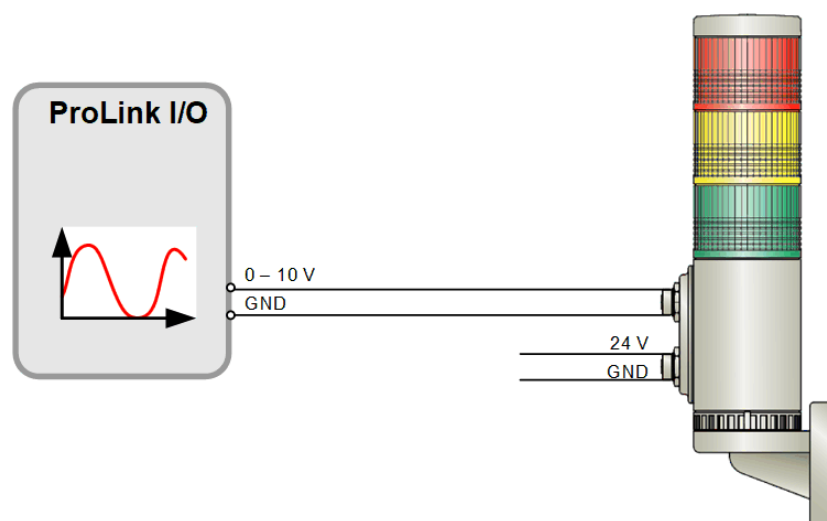 ProLink I/O
0 – 10 V
GND
24 V
GND